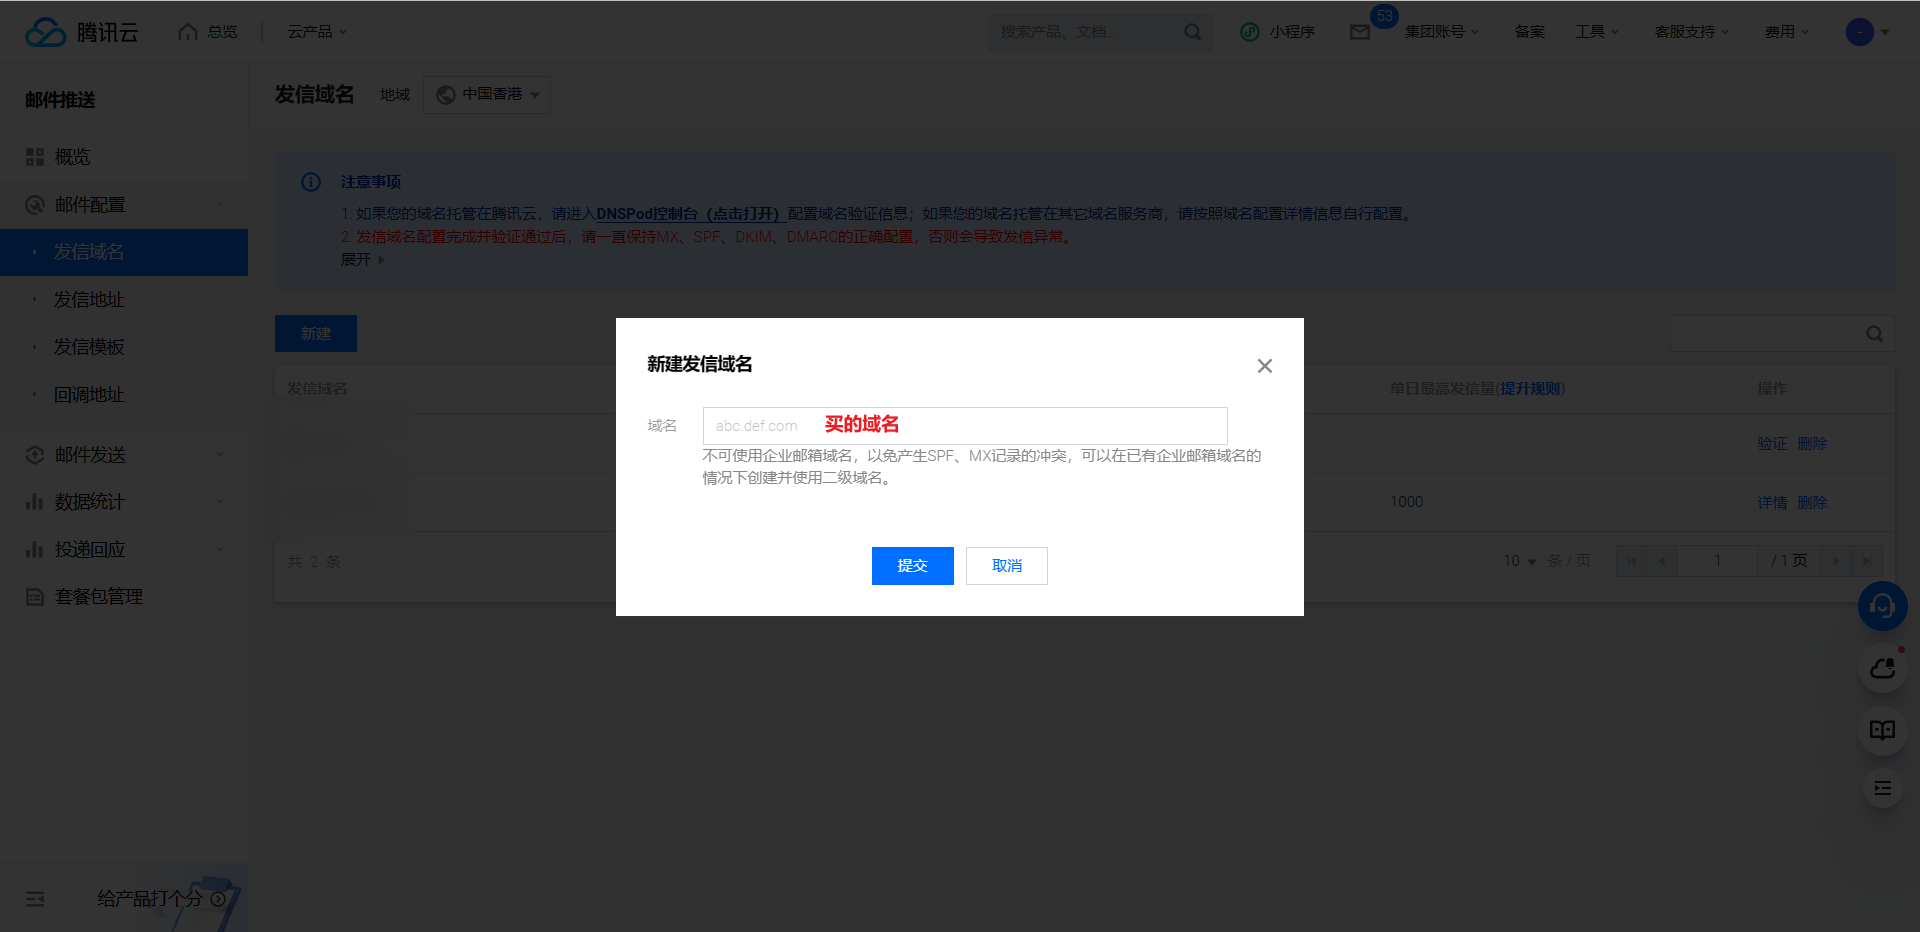 腾讯云
总览
云产品
搜索产品、文档...
小程序
53
集团账号
备案
工具
客服支持
费用
-
邮件推送
概览
邮件配置
发信域名
发信地址
发信模板
回调地址
邮件发送
数据统计
投递回应
套餐包管理
给产品打个分
发信域名
地域
中国香港
注意事项
1. 如果您的域名托管在腾讯云，请进入DNSPod控制台（点击打开）配置域名验证信息；如果您的域名托管在其它域名服务商，请按照域名配置详情信息自行配置。
2. 发信域名配置完成并验证通过后，请一直保持MX、SPF、DKIM、DMARC的正确配置，否则会导致发信异常。
展开
新建
发信域名
单日最高发信量(提升规则)
操作
验证 删除
1000
详情 删除
共 2 条
10 条 / 页
1
/ 1 页
新建发信域名
域名
abc.def.com
买的域名
不可使用企业邮箱域名，以免产生SPF、MX记录的冲突，可以在已有企业邮箱域名的
情况下创建并使用二级域名。
提交
取消